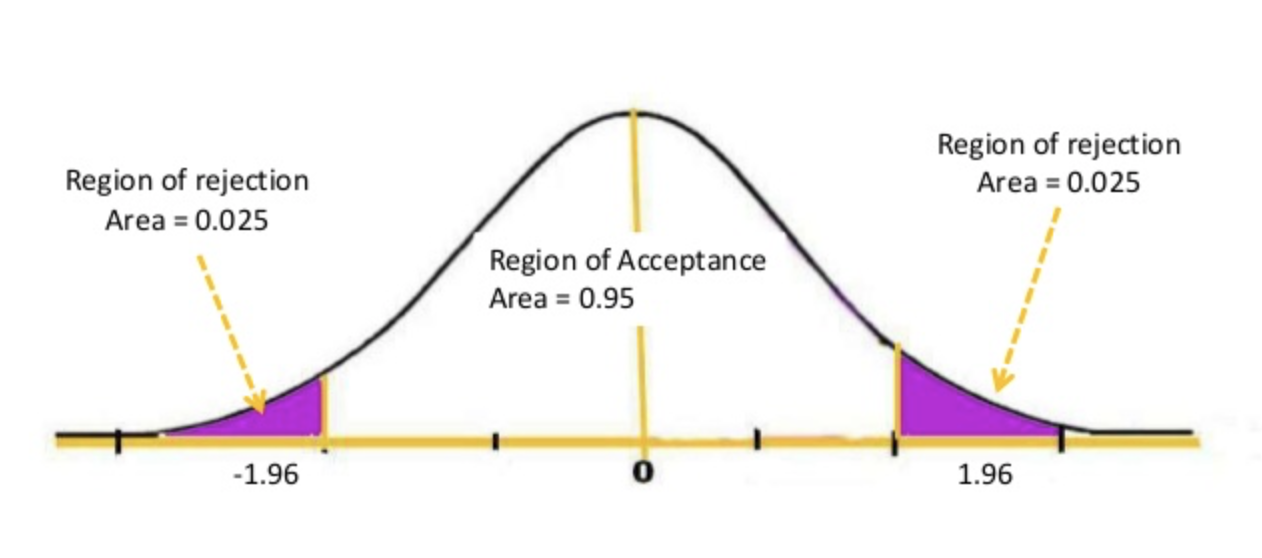 Region of rejection
Area = 0.025
Region of rejection
Area = 0.025
Region of Acceptance
Area = 0.95
-1.96
0
1.96